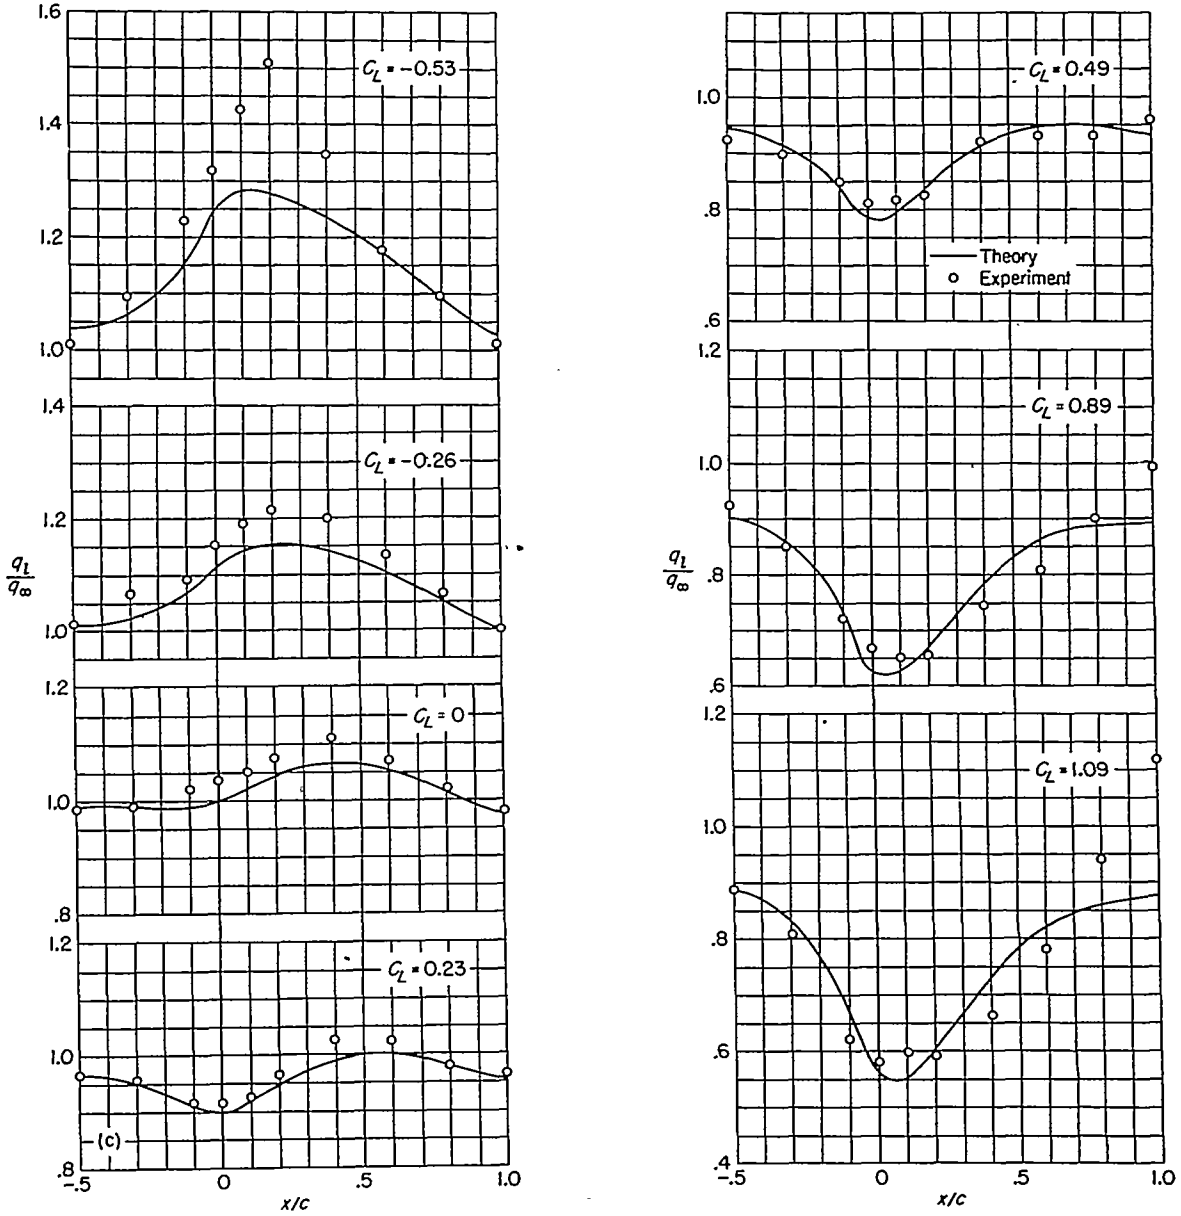 1.6
C_L = -0.53
1.4
1.2
1.0
1.4
C_L = -0.26
1.2
q_l/q_∞
1.0
1.2
C_L = 0
1.0
.8
1.2
C_L = 0.23
1.0
(c)
.8
-.5 0 .5 1.0
x/c
C_L = 0.49
1.0
.8
Theory
Experiment
.6
1.2
C_L = 0.89
1.0
q_l/q_∞
.8
.6
1.2
C_L = 1.09
1.0
.8
.6
.4
-.5 0 .5 1.0
x/c